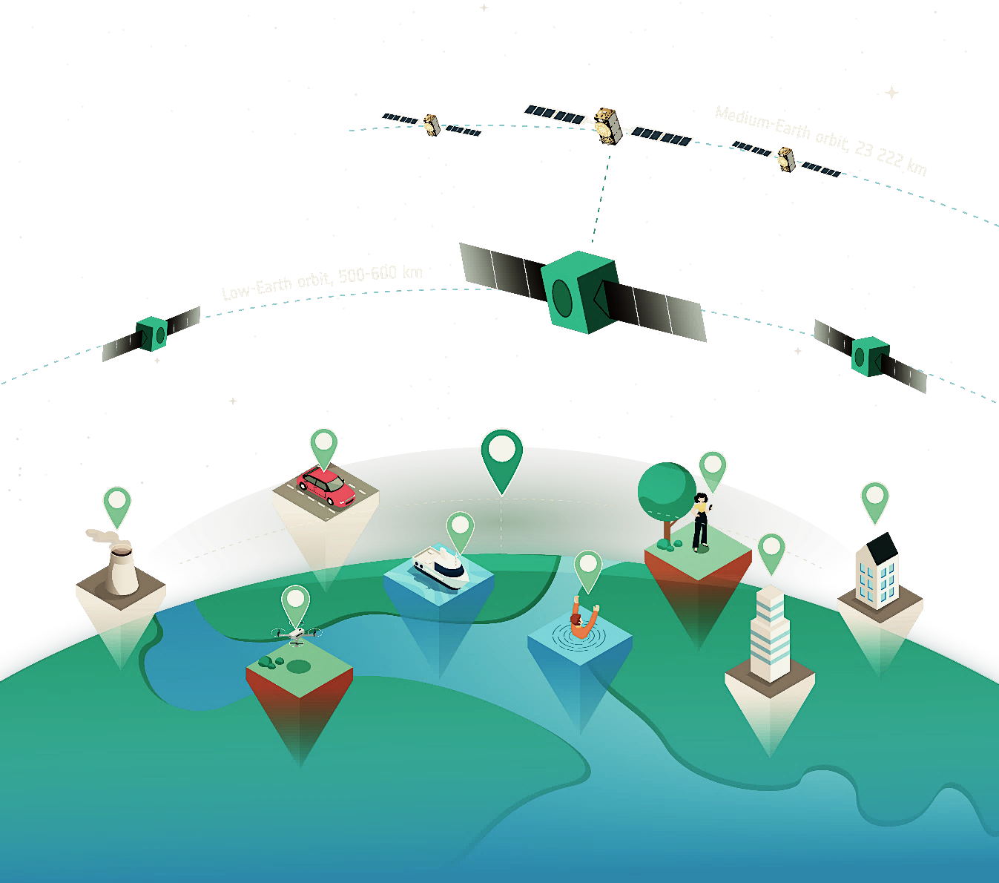 Medium-Earth orbit, 23 222 km
Low-Earth orbit, 500-600 km